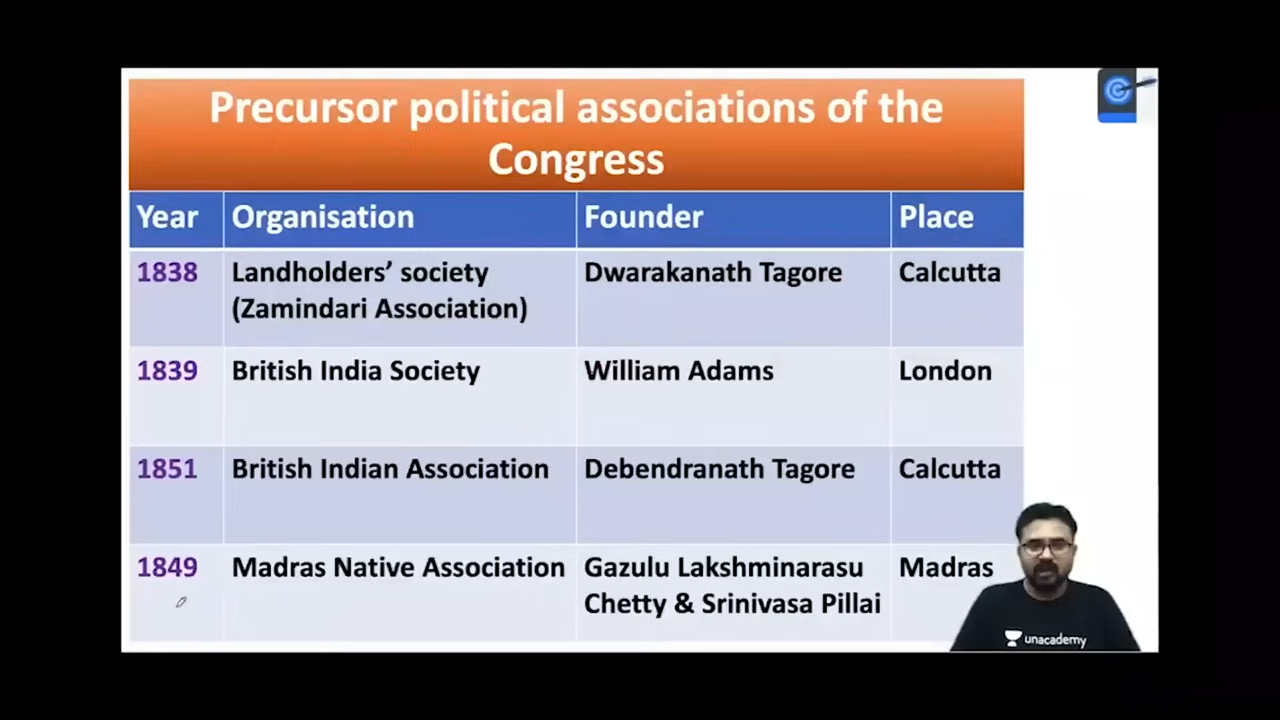 Precursor political associations of the
Congress
Year Organisation Founder Place
1838 Landholders' society Dwarakanath Tagore Calcutta
(Zamindari Association)
1839 British India Society William Adams London
1851 British Indian Association Debendranath Tagore Calcutta
1849 Madras Native Association Gazulu Lakshminarasu Madras
Chetty & Srinivasa Pillai
unacademy